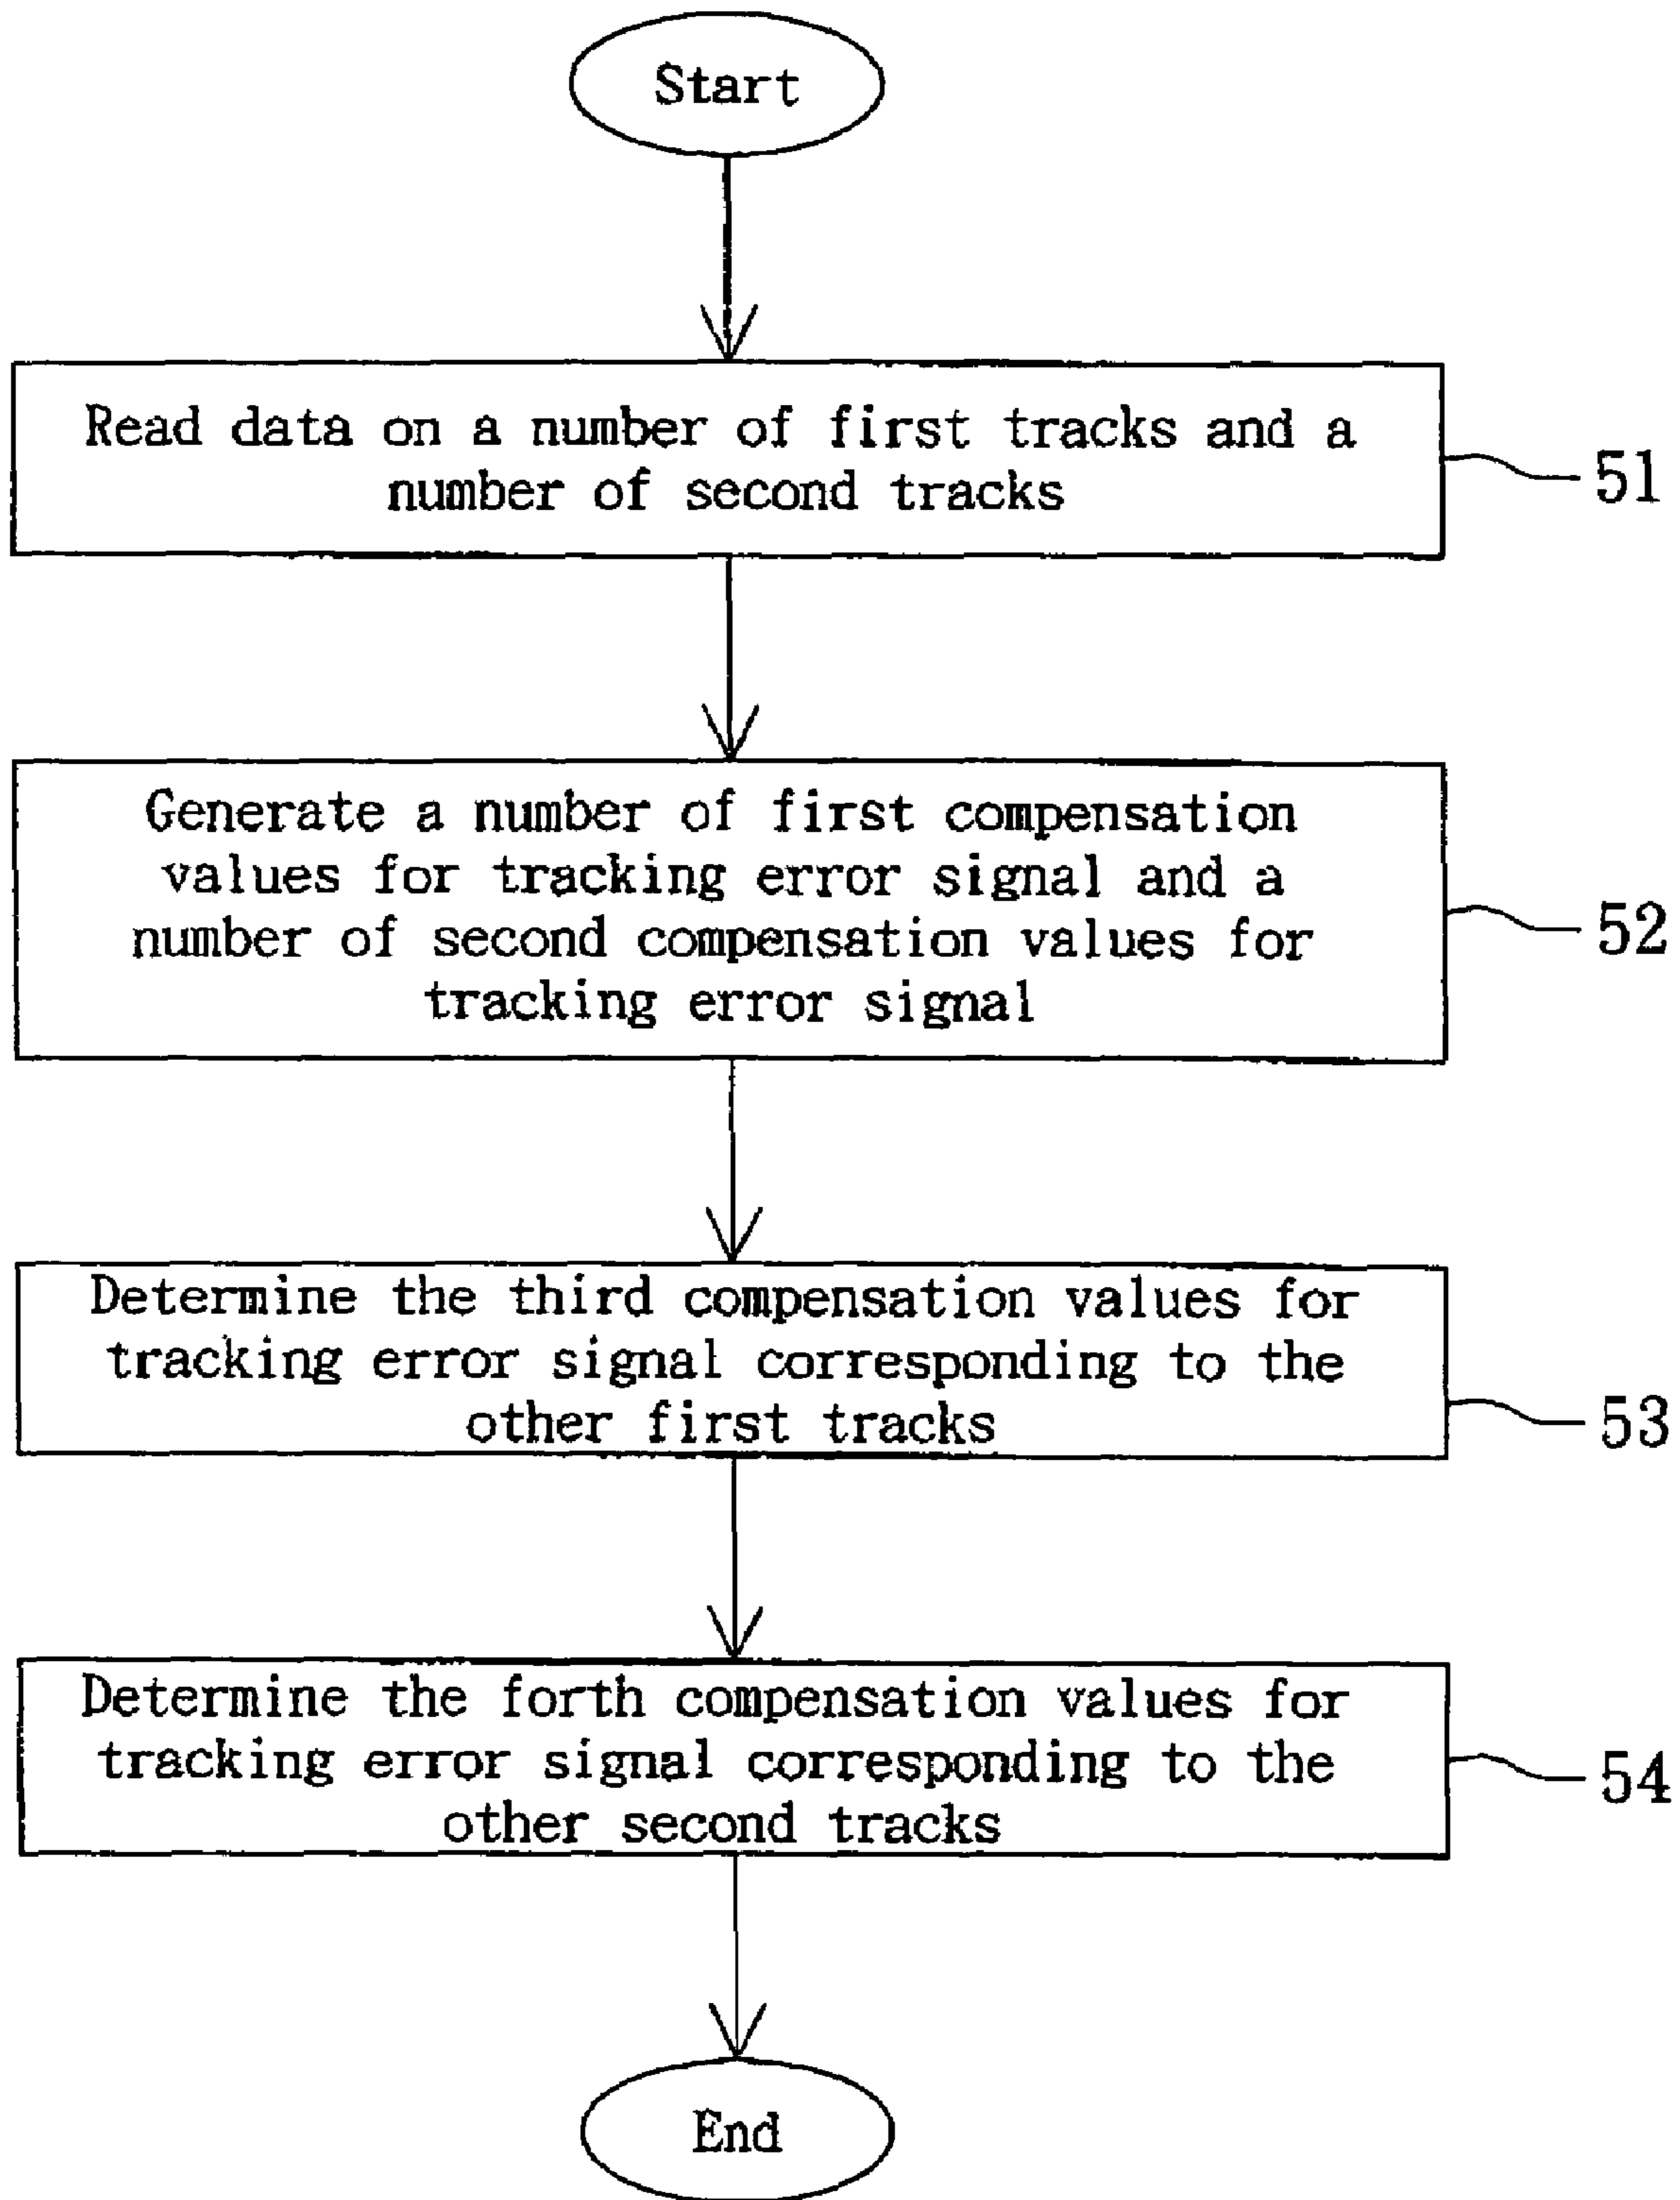 Start
Read data on a number of first tracks and a
number of second tracks
51
Generate a number of first compensation
values for tracking error signal and a
number of second compensation values for
tracking error signal
52
Determine the third compensation values for
tracking error signal corresponding to the
other first tracks
53
Determine the forth compensation values for
tracking error signal corresponding to the
other second tracks
54
End